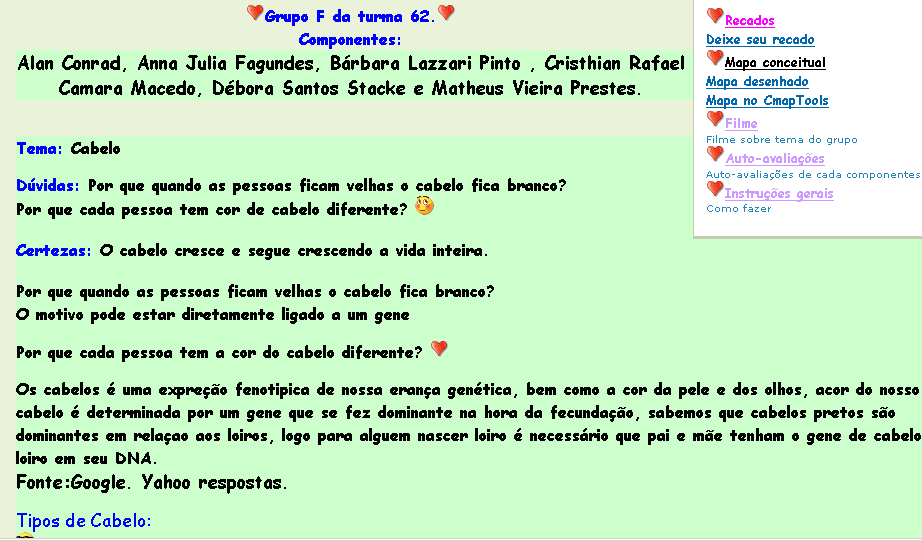 Grupo F da turma 62.
Componentes:
Alan Conrad, Anna Julia Fagundes, Bárbara Lazzari Pinto , Cristhian Rafael
Camara Macedo, Débora Santos Stacke e Matheus Vieira Prestes.
Tema: Cabelo
Dúvidas: Por que quando as pessoas ficam velhas o cabelo fica branco?
Por que cada pessoa tem cor de cabelo diferente?
Certezas: O cabelo cresce e segue crescendo a vida inteira.
Por que quando as pessoas ficam velhas o cabelo fica branco?
O motivo pode estar diretamente ligado a um gene
Por que cada pessoa tem a cor do cabelo diferente?
Os cabelos é uma expreção fenotipica de nossa erança genética, bem como a cor da pele e dos olhos, acor do nosso
cabelo é determinada por um gene que se fez dominante na hora da fecundação, sabemos que cabelos pretos são
dominantes em relaçao aos loiros, logo para alguem nascer loiro é necessário que pai e mãe tenham o gene de cabelo
loiro em seu DNA.
Fonte:Google. Yahoo respostas.
Tipos de Cabelo:
Recados
Deixe seu recado
Mapa conceitual
Mapa desenhado
Mapa no CmapTools
Filme
Filme sobre tema do grupo
Auto-avaliações
Auto-avaliações de cada componentes
Instruções gerais
Como fazer